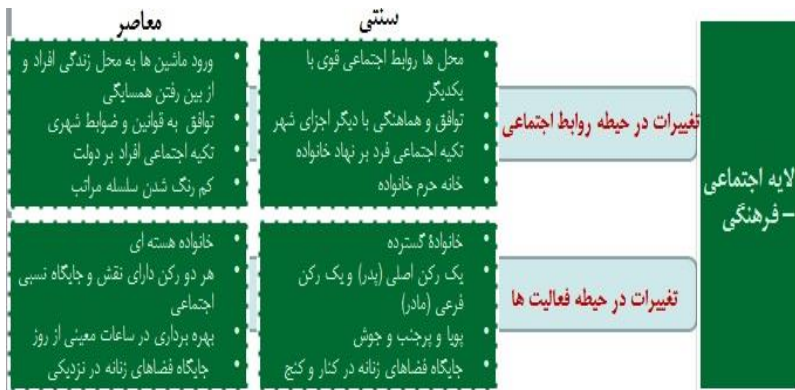 سنتی
معاصر
لایه اجتماعی
– فرهنگی
تغییرات در حیطه روابط اجتماعی
• محل ها روابط اجتماعی قوی با
یکدیگر
• توافق و هماهنگی با دیگر اجزای شهر
• تکیه اجتماعی فرد بر نهاد خانواده
• خانه حرم خانواده
• ورود ماشین ها به محل زندگی افراد و
از بین رفتن همسایگی
• توافق به قوانین و ضوابط شهری
• تکیه اجتماعی افراد بر دولت
• کم رنگ شدن سلسله مراتب
تغییرات در حیطه فعالیت ها
• خانوادهٔ گسترده
• یک رکن اصلی (پدر) و یک رکن
فرعی (مادر)
• پویا و پرجنب و جوش
• جایگاه فضاهای زنانه در کنار و کنج
• خانواده هسته ای
• هر دو رکن دارای نقش و جایگاه نسبی
اجتماعی
• بهره برداری در ساعات معینی از روز
• جایگاه فضاهای زنانه در نزدیکی